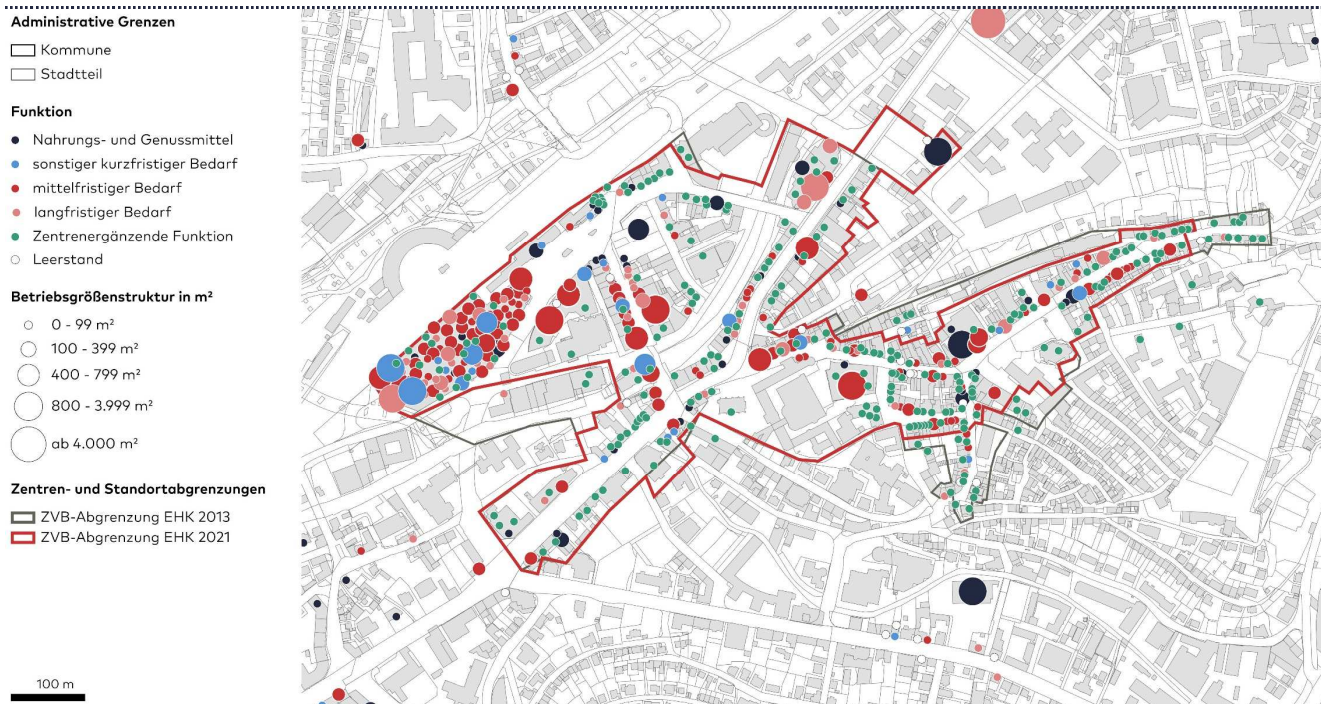 Administrative Grenzen
Kommune
Stadtteil
Funktion
Nahrungs- und Genussmittel
sonstiger kurzfristiger Bedarf
mittelfristiger Bedarf
langfristiger Bedarf
Zentrenergänzende Funktion
Leerstand
Betriebsgrößenstruktur in m²
0 - 99 m²
100 - 399 m²
400 - 799 m²
800 - 3.999 m²
ab 4.000 m²
Zentren- und Standortabgrenzungen
ZVB-Abgrenzung EHK 2013
ZVB-Abgrenzung EHK 2021
100 m